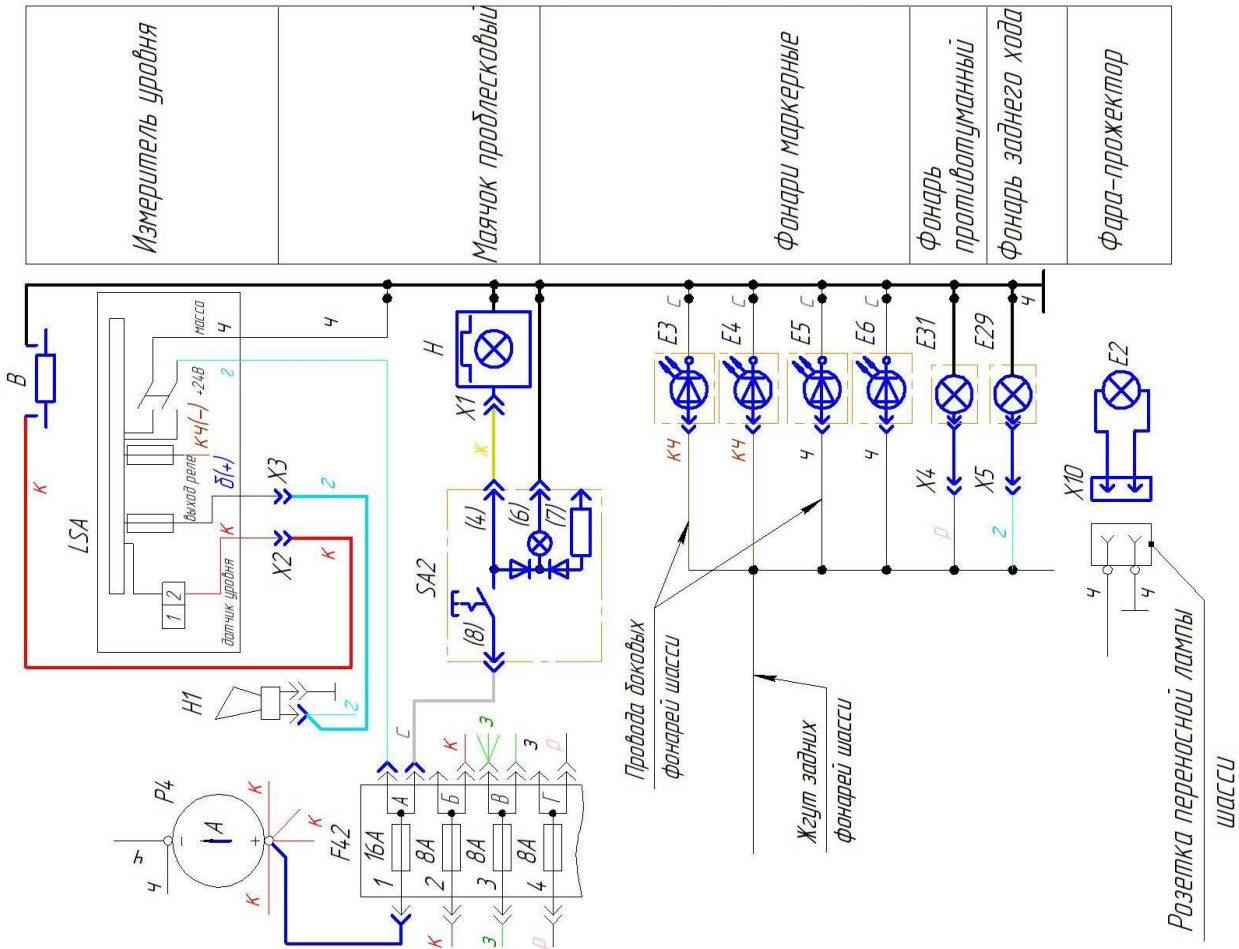 Измеритель уровня
Маячок проблесковый
Фонари маркерные
Фонарь
противотуманный
Фонарь заднего хода
Фара-прожектор
В
К
LSA
масса
Ч
Ч
г
+24В
КЧ(-)
выход реле
б(+)
К
1 2
датчик уровня
X2
X3
К
г
H1
г
P4
Ч
Ч
-
A
+
К
К
К
F42
1
16А
А
2
8А
Б
3
8А
В
4
8А
Г
С
К
З
З
Р
К
З
Р
SA2
(8)
(4)
(6)
(7)
Ж
X1
H
E3
E4
E5
E6
E31
E29
С
С
С
С
Ч
КЧ
КЧ
Ч
Ч
X4
X5
Р
г
X10
E2
Ч
Ч
Провода боковых
фонарей шасси
Жгут задних
фонарей шасси
Розетка переносной лампы
шасси